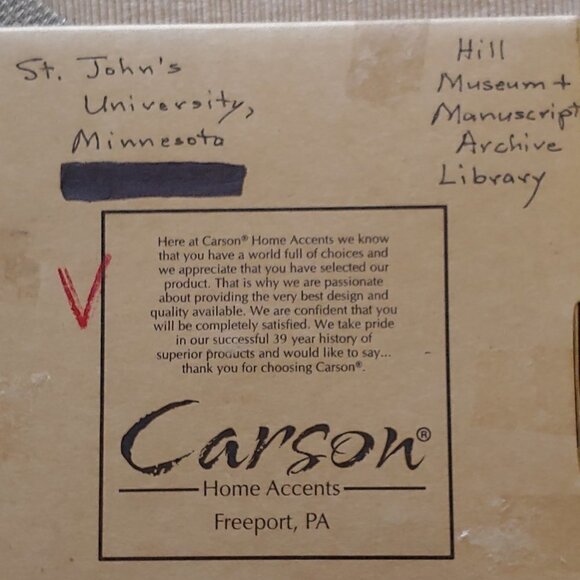 St. John's
University,
Minnesota
Hill
Museum +
Manuscript
Archive
Library
Here at Carson® Home Accents we know
that you have a world full of choices and
we appreciate that you have selected our
product. That is why we are passionate
about providing the very best design and
quality available. We are confident that you
will be completely satisfied. We take pride
in our successful 39 year history of
superior products and would like to say...
thank you for choosing Carson®.
Carson®
Home Accents
Freeport, PA